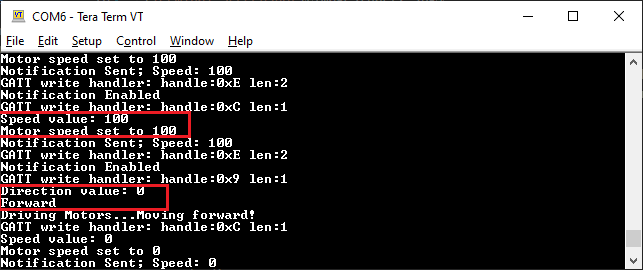 COM6 - Tera Term VT
File Edit Setup Control Window Help
Motor speed set to 100
Notification Sent; Speed: 100
GATT write handler: handle:0xE len:2
Notification Enabled
GATT write handler: handle:0xC len:1
Speed value: 100
Motor speed set to 100
Notification Sent; Speed: 100
GATT write handler: handle:0xE len:2
Notification Enabled
GATT write handler: handle:0x9 len:1
Direction value: 0
Forward
Driving Motors...Moving forward!
GATT write handler: handle:0xC len:1
Speed value: 0
Motor speed set to 0
Notification Sent; Speed: 0